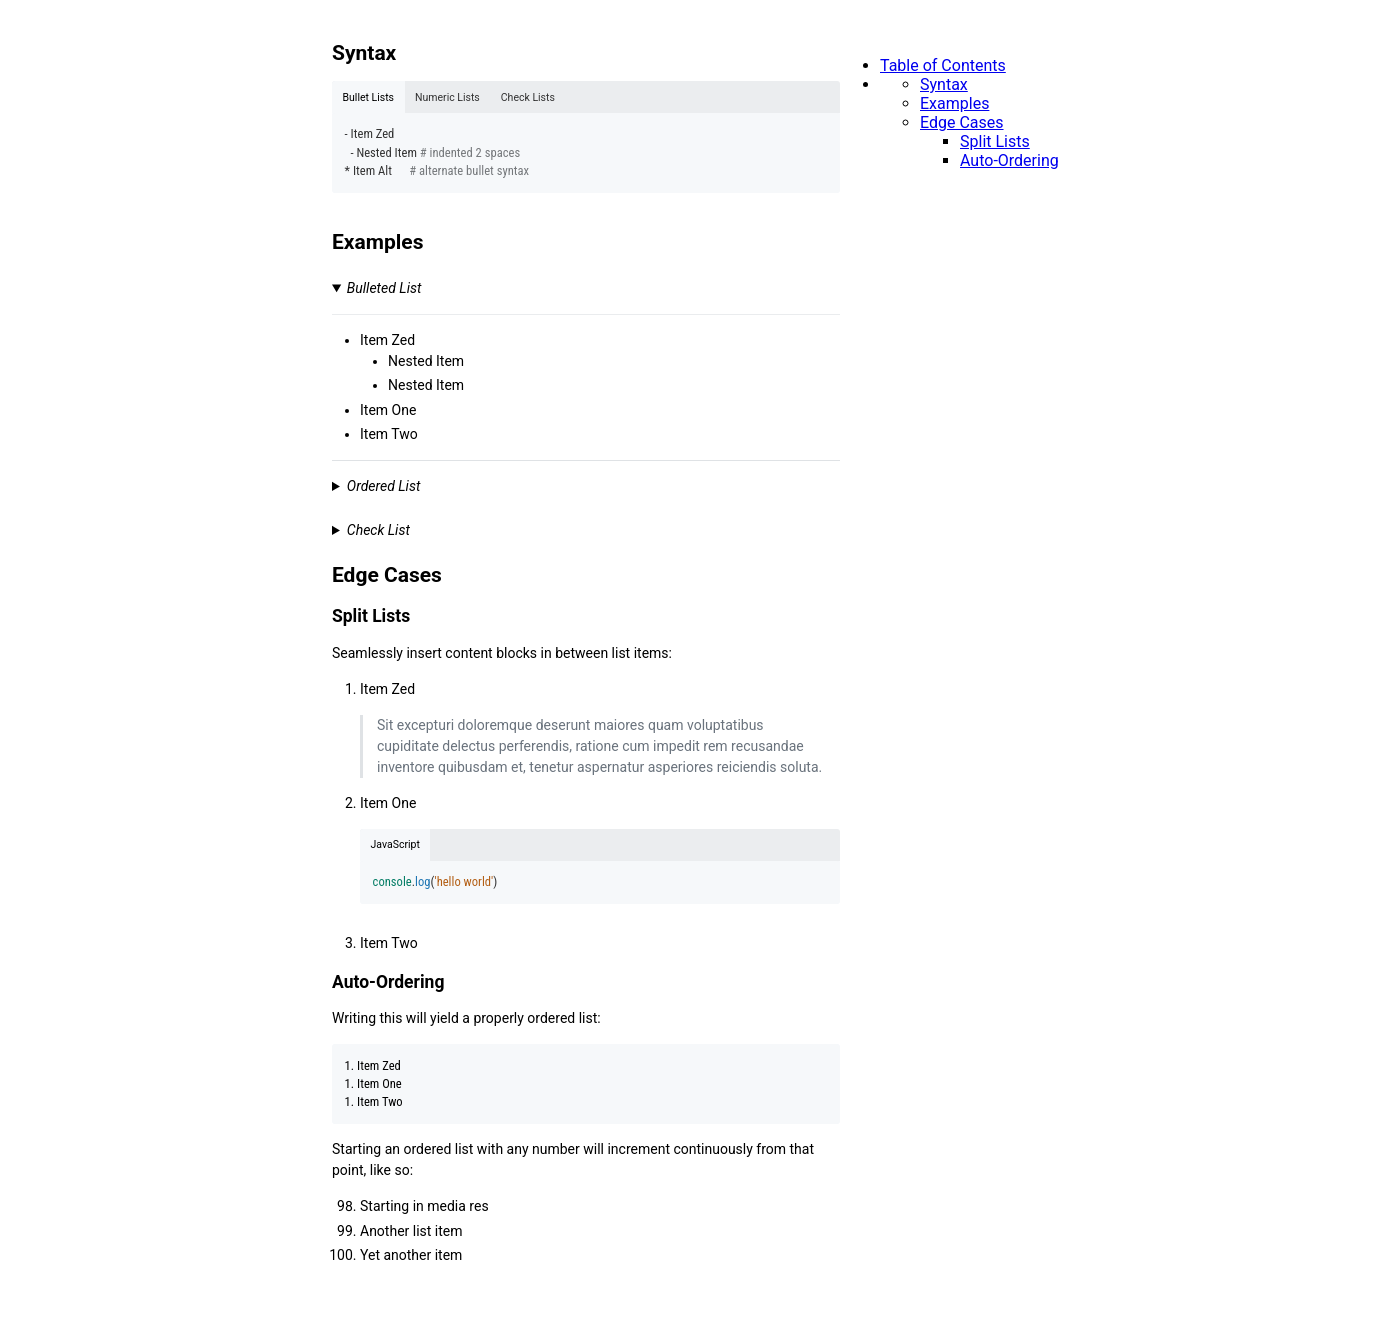 Syntax
Bullet Lists Numeric Lists Check Lists
- Item Zed
  - Nested Item # indented 2 spaces
* Item Alt # alternate bullet syntax
Examples
Bulleted List
• Item Zed
• Nested Item
• Nested Item
• Item One
• Item Two
Ordered List
Check List
Edge Cases
Split Lists
Seamlessly insert content blocks in between list items:
1. Item Zed
Sit excepturi doloremque deserunt maiores quam voluptatibus
cupiditate delectus perferendis, ratione cum impedit rem recusandae
inventore quibusdam et, tenetur aspernatur asperiores reiciendis soluta.
2. Item One
JavaScript
console.log('hello world')
3. Item Two
Auto-Ordering
Writing this will yield a properly ordered list:
1. Item Zed
1. Item One
1. Item Two
Starting an ordered list with any number will increment continuously from that
point, like so:
98. Starting in media res
99. Another list item
100. Yet another item
Table of Contents
Syntax
Examples
Edge Cases
Split Lists
Auto-Ordering